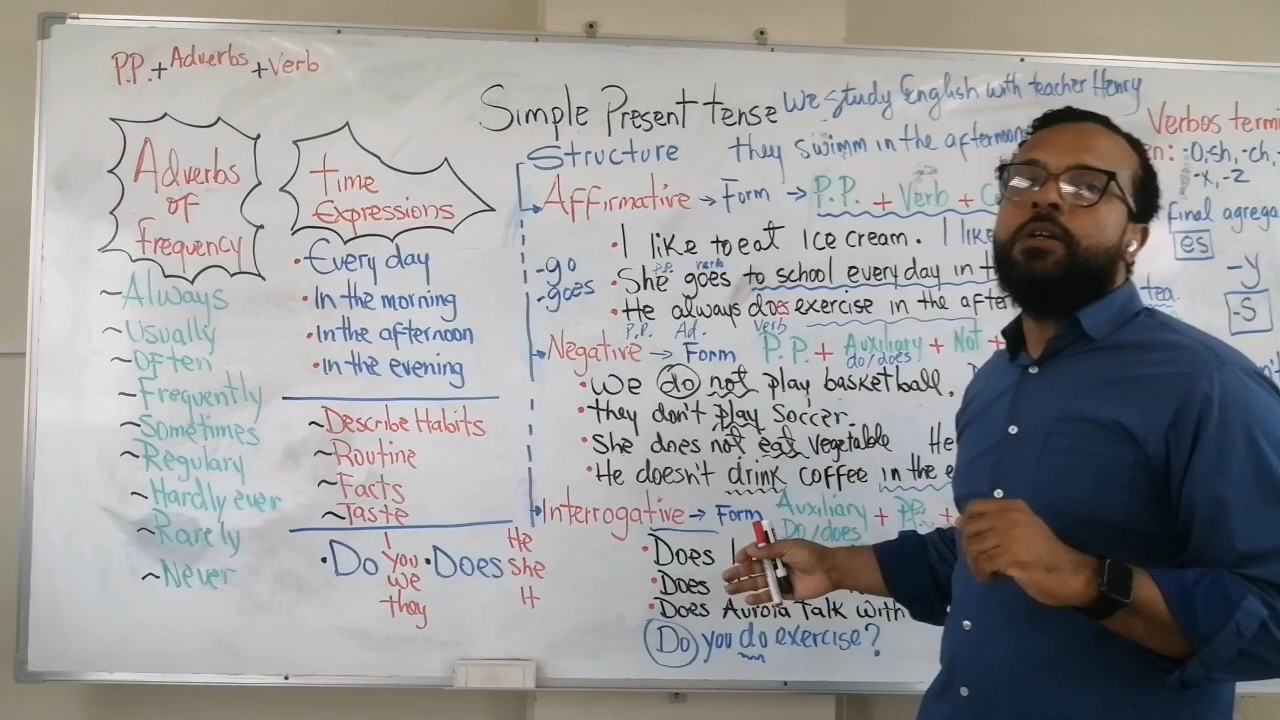 P.P. + Adverbs + Verb
Adverbs
of
Frequency
~Always
~Usually
~Often
~Frequently
~Sometimes
~Regulary
~Hardly ever
~Rarely
~Never
Time
Expressions
•Every day
•In the morning
•In the afternoon
•In the evening
~Describe Habits
~Routine
~Facts
~Taste
•Do I you we they
•Does He she It
Simple Present tense
We study English with teacher Henry
they swimm in the afternoon
Structure
Affirmative → Form → P.P. + Verb +
•I like to eat Ice cream. I like
P.P. verb
•She goes to school every day in
-go
-goes
•He always does exercise in the
P.P. Ad. Verb
Negative → Form P.P. + Auxiliary + Not +
do/does
•We do not play basketball.
•they don't play Soccer.
•She does not eat vegetable He
•He doesn't drink coffee in the
Interrogative → Form Auxiliary + P.P. +
Do/does
•Does
•Does
•Does Aurora Talk with
Do you do exercise?
Verbos
-O, -sh, -ch,
-x, -z
final
es
-y
-s
tea.